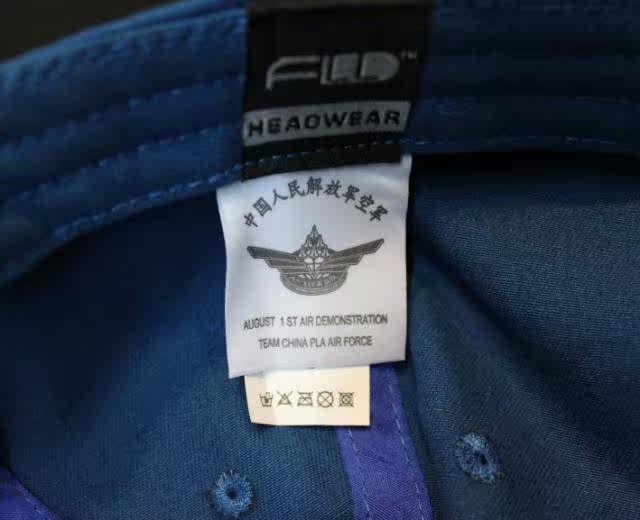 FLED™
HEADWEAR
中国人民解放军空军
AUGUST 1 ST AIR DEMONSTRATION
TEAM CHINA PLA AIR FORCE